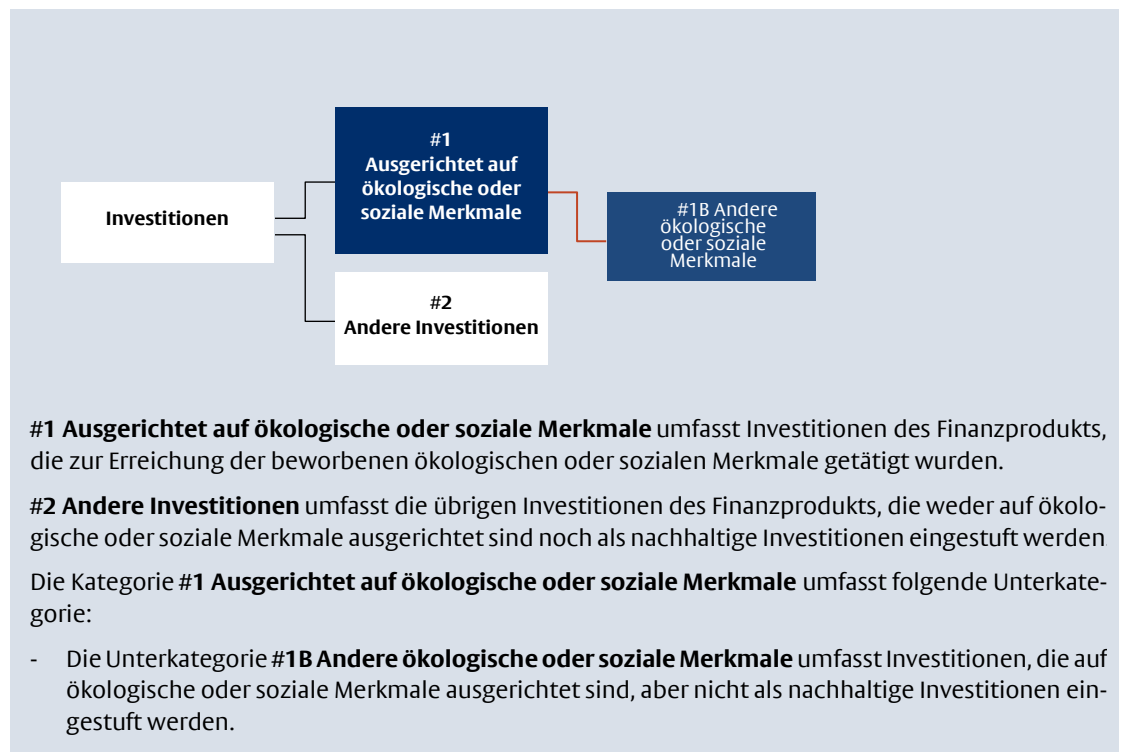 #1
Ausgerichtet auf
ökologische oder
soziale Merkmale
Investitionen
#1B Andere
ökologische
oder soziale
Merkmale
#2
Andere Investitionen
#1 Ausgerichtet auf ökologische oder soziale Merkmale umfasst Investitionen des Finanzprodukts,
die zur Erreichung der beworbenen ökologischen oder sozialen Merkmale getätigt wurden.
#2 Andere Investitionen umfasst die übrigen Investitionen des Finanzprodukts, die weder auf ökolo-
gische oder soziale Merkmale ausgerichtet sind noch als nachhaltige Investitionen eingestuft werden.
Die Kategorie #1 Ausgerichtet auf ökologische oder soziale Merkmale umfasst folgende Unterkate-
gorie:
- Die Unterkategorie #1B Andere ökologische oder soziale Merkmale umfasst Investitionen, die auf
ökologische oder soziale Merkmale ausgerichtet sind, aber nicht als nachhaltige Investitionen ein-
gestuft werden.